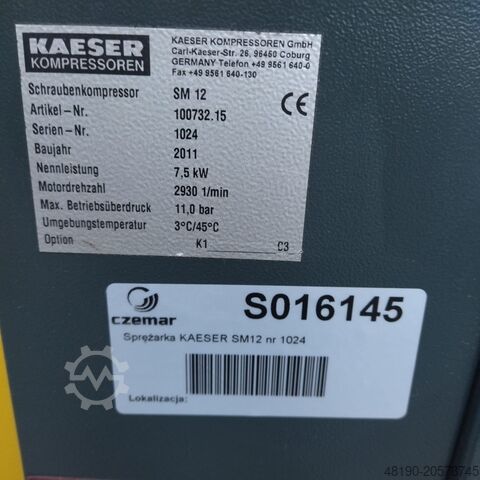 KAESER
KOMPRESSOREN
KAESER KOMPRESSOREN GmbH
Carl-Kaeser-Str. 26, 96450 Coburg
GERMANY Telefon +49 9561 640-0
Fax +49 9561 640-130
Schraubenkompressor SM 12
CE
Artikel-Nr. 100732.15
Serien-Nr. 1024
Baujahr 2011
Nennleistung 7,5 kW
Motordrehzahl 2930 1/min
Max. Betriebsüberdruck 11,0 bar
Umgebungstemperatur 3°C/45°C
Option K1 C3
czemar
S016145
Sprężarka KAESER SM12 nr 1024
Lokalizacja:
48190-20578745